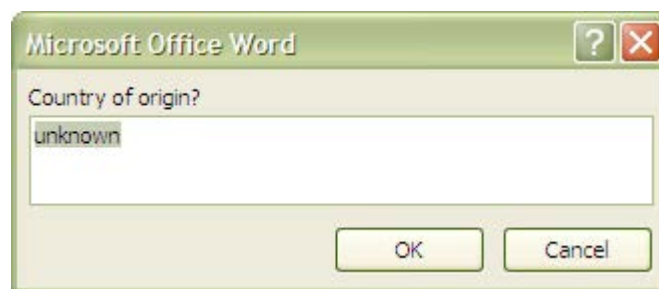 Microsoft Office Word
?
Country of origin?
unknown
OK Cancel